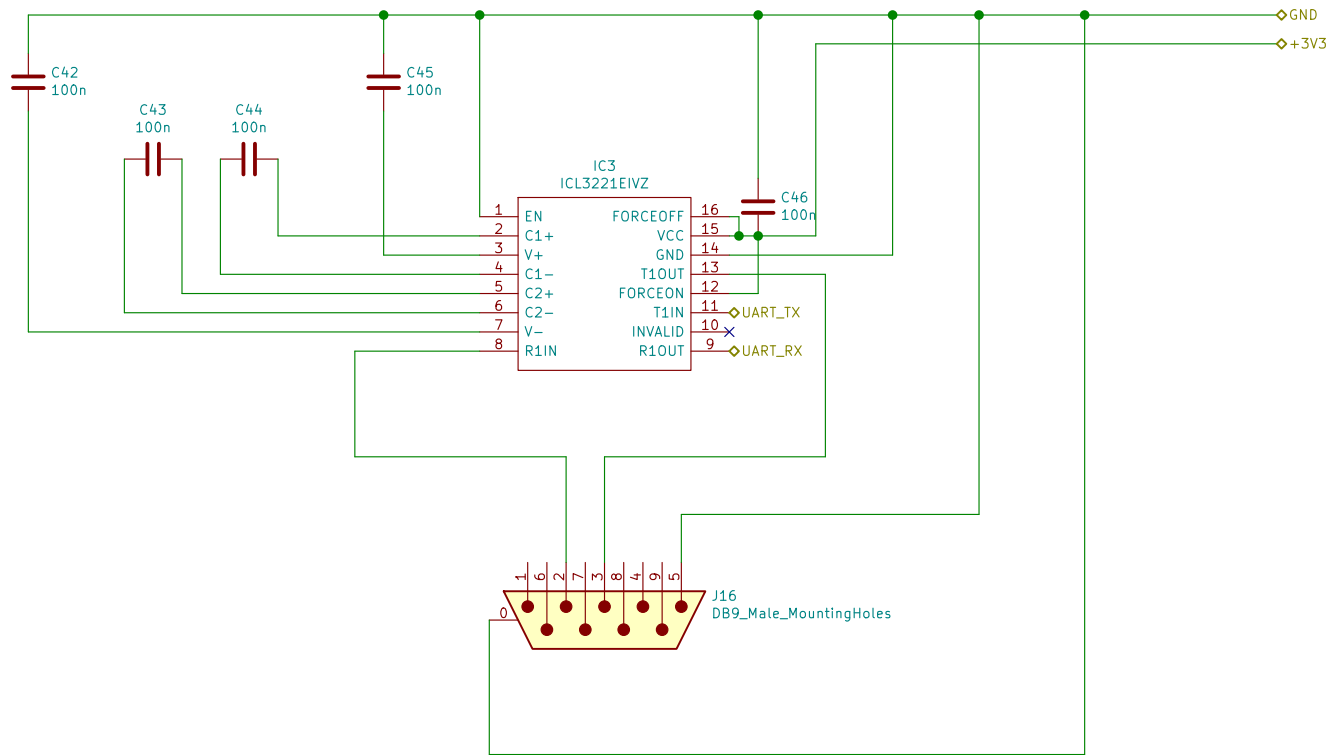 GND
+3V3
C42
100n
C45
100n
C43
100n
C44
100n
IC3
ICL3221EIVZ
C46
100n
1 EN FORCEOFF 16
2 C1+ VCC 15
3 V+ GND 14
4 C1- T1OUT 13
5 C2+ FORCEON 12
6 C2- T1IN 11 UART_TX
7 V- INVALID 10
8 R1IN R1OUT 9 UART_RX
1 6 2 7 3 8 4 9 5
J16
0
DB9_Male_MountingHoles